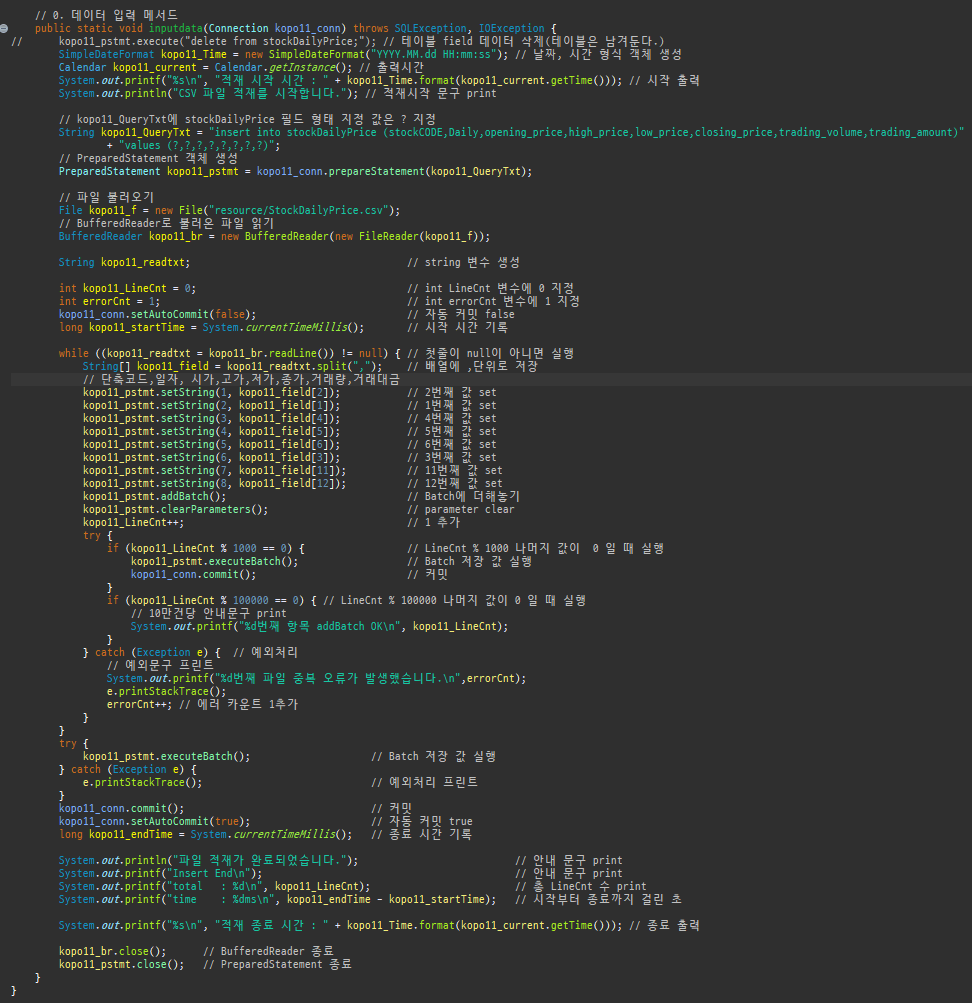 // 0. 데이터 입력 메서드
public static void inputdata(Connection kopo11_conn) throws SQLException, IOException {
//      kopo11_pstmt.execute("delete from stockDailyPrice;"); // 테이블 field 데이터 삭제(테이블은 남겨둔다.)
SimpleDateFormat kopo11_Time = new SimpleDateFormat("YYYY.MM.dd HH:mm:ss"); // 날짜, 시간 형식 객체 생성
Calendar kopo11_current = Calendar.getInstance(); // 출력시간
System.out.printf("%s\n", "적재 시작 시간 : " + kopo11_Time.format(kopo11_current.getTime())); // 시작 출력
System.out.println("CSV 파일 적재를 시작합니다."); // 적재시작 문구 print

// kopo11_QueryTxt에 stockDailyPrice 필드 형태 지정 값은 ? 지정
String kopo11_QueryTxt = "insert into stockDailyPrice (stockCODE,Daily,opening_price,high_price,low_price,closing_price,trading_volume,trading_amount)"
+ "values (?,?,?,?,?,?,?,?)";
// PreparedStatement 객체 생성
PreparedStatement kopo11_pstmt = kopo11_conn.prepareStatement(kopo11_QueryTxt);

// 파일 불러오기
File kopo11_f = new File("resource/StockDailyPrice.csv");
// BufferedReader로 불러온 파일 읽기
BufferedReader kopo11_br = new BufferedReader(new FileReader(kopo11_f));

String kopo11_readtxt; // string 변수 생성

int kopo11_LineCnt = 0; // int LineCnt 변수에 0 지정
int errorCnt = 1; // int errorCnt 변수에 1 지정
kopo11_conn.setAutoCommit(false); // 자동 커밋 false
long kopo11_startTime = System.currentTimeMillis(); // 시작 시간 기록

while ((kopo11_readtxt = kopo11_br.readLine()) != null) { // 첫줄이 null이 아니면 실행
String[] kopo11_field = kopo11_readtxt.split(","); // 배열에 ,단위로 저장
// 단축코드,일자, 시가,고가,저가,종가,거래량,거래대금
kopo11_pstmt.setString(1, kopo11_field[2]); // 2번째 값 set
kopo11_pstmt.setString(2, kopo11_field[1]); // 1번째 값 set
kopo11_pstmt.setString(3, kopo11_field[4]); // 4번째 값 set
kopo11_pstmt.setString(4, kopo11_field[5]); // 5번째 값 set
kopo11_pstmt.setString(5, kopo11_field[6]); // 6번째 값 set
kopo11_pstmt.setString(6, kopo11_field[3]); // 3번째 값 set
kopo11_pstmt.setString(7, kopo11_field[11]); // 11번째 값 set
kopo11_pstmt.setString(8, kopo11_field[12]); // 12번째 값 set
kopo11_pstmt.addBatch(); // Batch에 더해놓기
kopo11_pstmt.clearParameters(); // parameter clear
kopo11_LineCnt++; // 1 추가
try {
if (kopo11_LineCnt % 1000 == 0) { // LineCnt % 1000 나머지 값이  0 일 때 실행
kopo11_pstmt.executeBatch(); // Batch 저장 값 실행
kopo11_conn.commit(); // 커밋
}
if (kopo11_LineCnt % 100000 == 0) { // LineCnt % 100000 나머지 값이 0 일 때 실행
// 10만건당 안내문구 print
System.out.printf("%d번째 항목 addBatch OK\n", kopo11_LineCnt);
}
} catch (Exception e) {  // 예외처리
// 예외문구 프린트
System.out.printf("%d번째 파일 중복 오류가 발생했습니다.\n",errorCnt);
e.printStackTrace();
errorCnt++; // 에러 카운트 1추가
}
}
try {
kopo11_pstmt.executeBatch(); // Batch 저장 값 실행
} catch (Exception e) {
e.printStackTrace(); // 예외처리 프린트
}
kopo11_conn.commit(); // 커밋
kopo11_conn.setAutoCommit(true); // 자동 커밋 true
long kopo11_endTime = System.currentTimeMillis(); // 종료 시간 기록

System.out.println("파일 적재가 완료되었습니다."); // 안내 문구 print
System.out.printf("Insert End\n"); // 안내 문구 print
System.out.printf("total   : %d\n", kopo11_LineCnt); // 총 LineCnt 수 print
System.out.printf("time    : %dms\n", kopo11_endTime - kopo11_startTime); // 시작부터 종료까지 걸린 초

System.out.printf("%s\n", "적재 종료 시간 : " + kopo11_Time.format(kopo11_current.getTime())); // 종료 출력

kopo11_br.close(); // BufferedReader 종료
kopo11_pstmt.close(); // PreparedStatement 종료
}
}